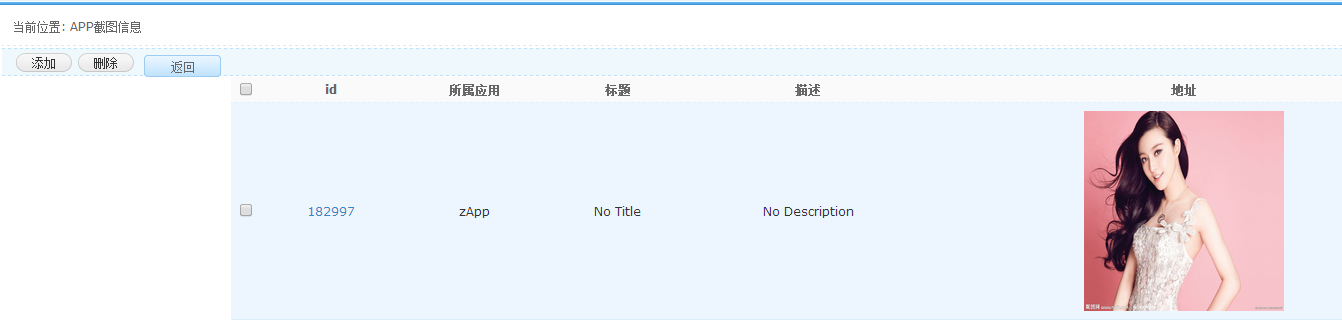 当前位置: APP截图信息
添加 删除 返回
id 所属应用 标题 描述 地址
182997 zApp No Title No Description